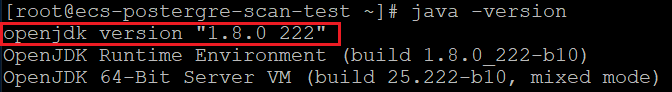 [root@ecs-postergre-scan-test ~]# java -version
openjdk version "1.8.0_222"
OpenJDK Runtime Environment (build 1.8.0_222-b10)
OpenJDK 64-Bit Server VM (build 25.222-b10, mixed mode)